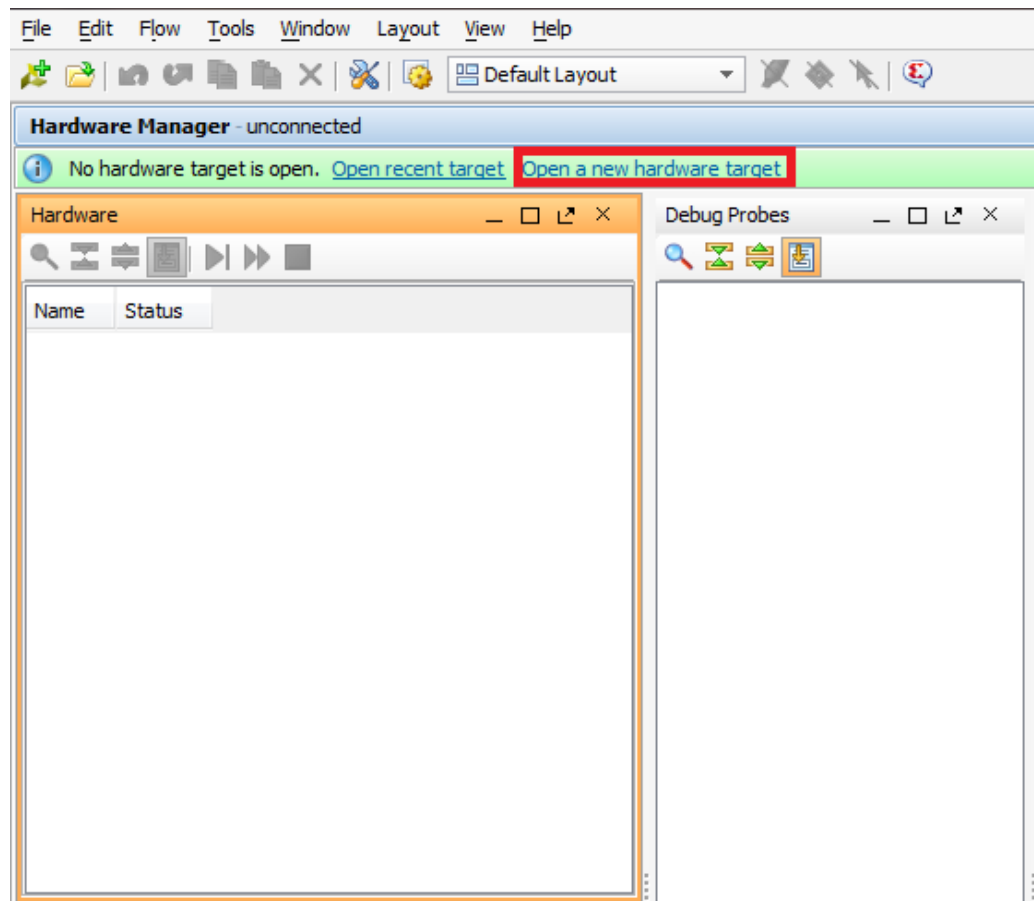 File Edit Flow Tools Window Layout View Help
Default Layout
Hardware Manager - unconnected
No hardware target is open. Open recent target Open a new hardware target
Hardware
Debug Probes
Name Status